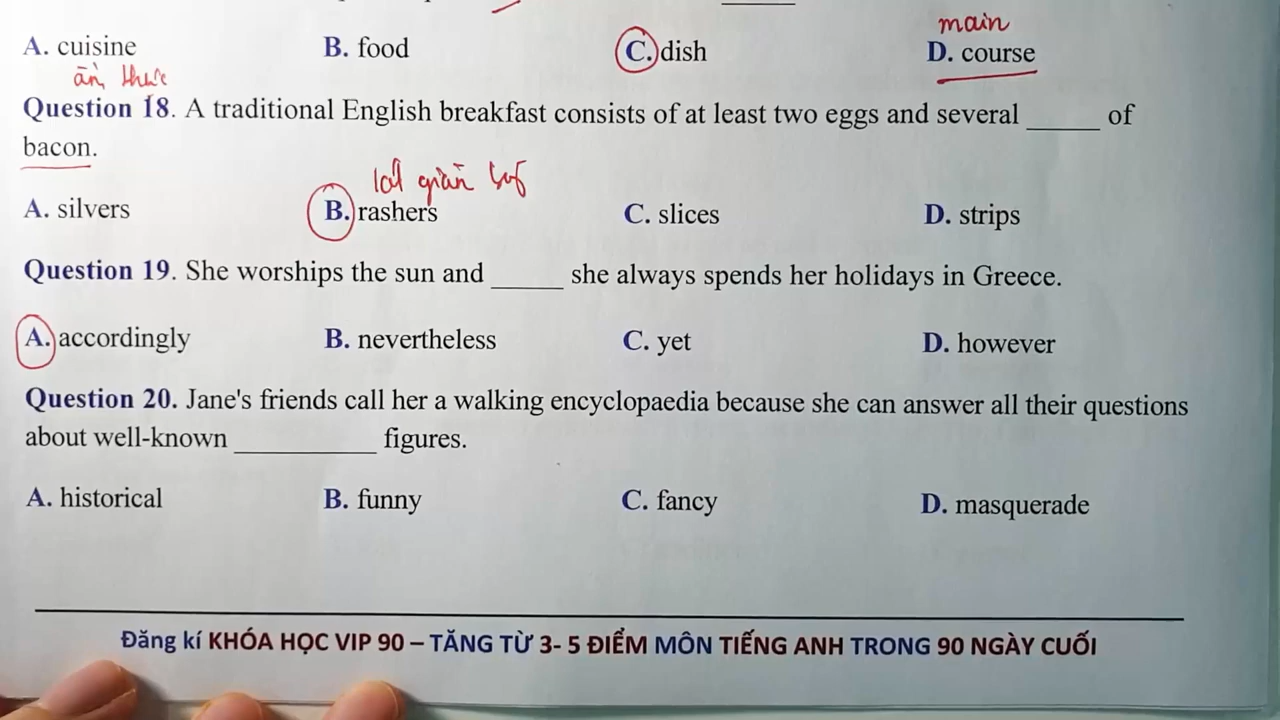 main
A. cuisine B. food C. dish D. course
ăn thức
Question 18. A traditional English breakfast consists of at least two eggs and several _____ of
bacon.
A. silvers B. rashers C. slices D. strips
Question 19. She worships the sun and _____ she always spends her holidays in Greece.
A. accordingly B. nevertheless C. yet D. however
Question 20. Jane's friends call her a walking encyclopaedia because she can answer all their questions
about well-known __________ figures.
A. historical B. funny C. fancy D. masquerade
Đăng kí KHÓA HỌC VIP 90 – TĂNG TỪ 3- 5 ĐIỂM MÔN TIẾNG ANH TRONG 90 NGÀY CUỐI